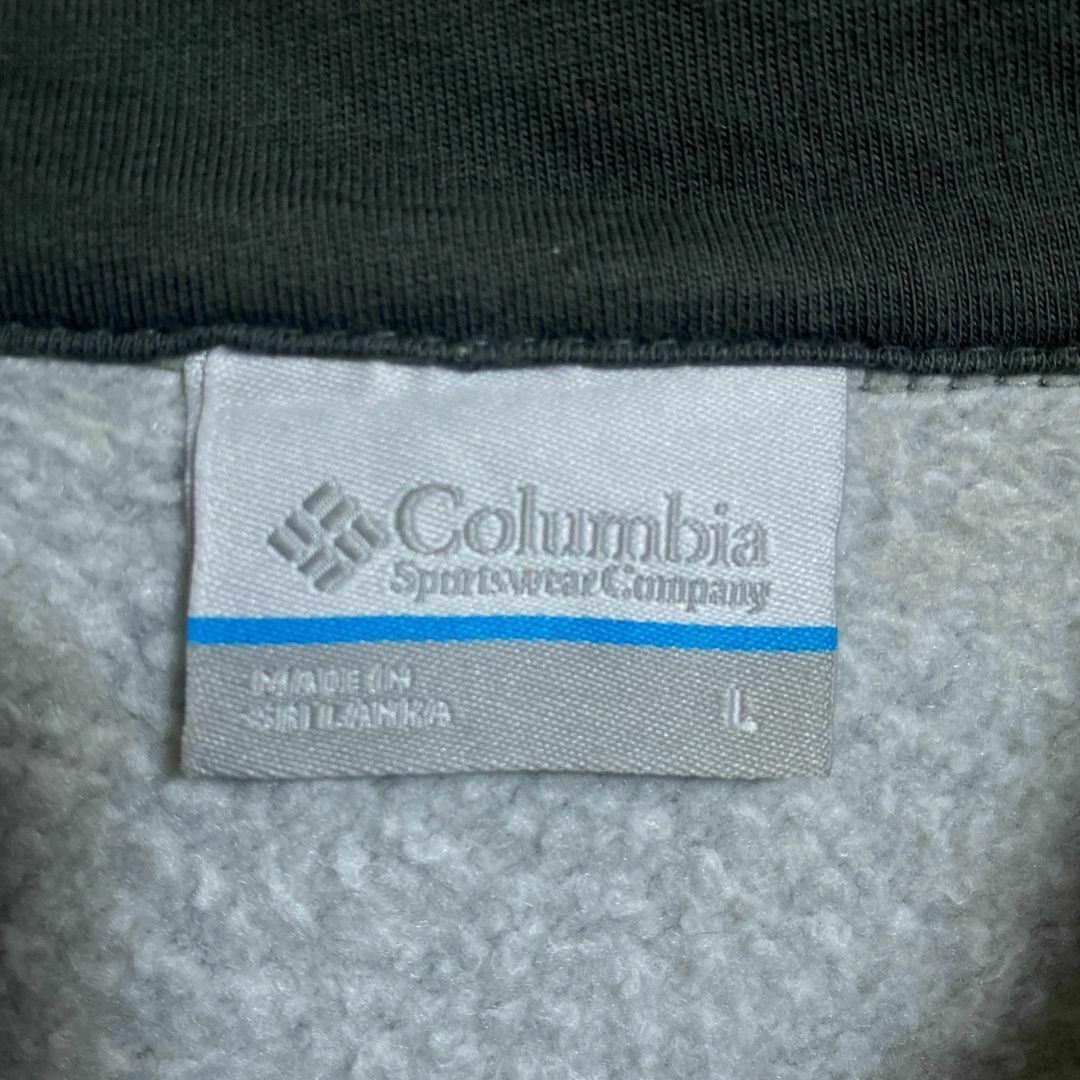 Columbia
Sportswear Company
MADE IN
SRI LANKA
L